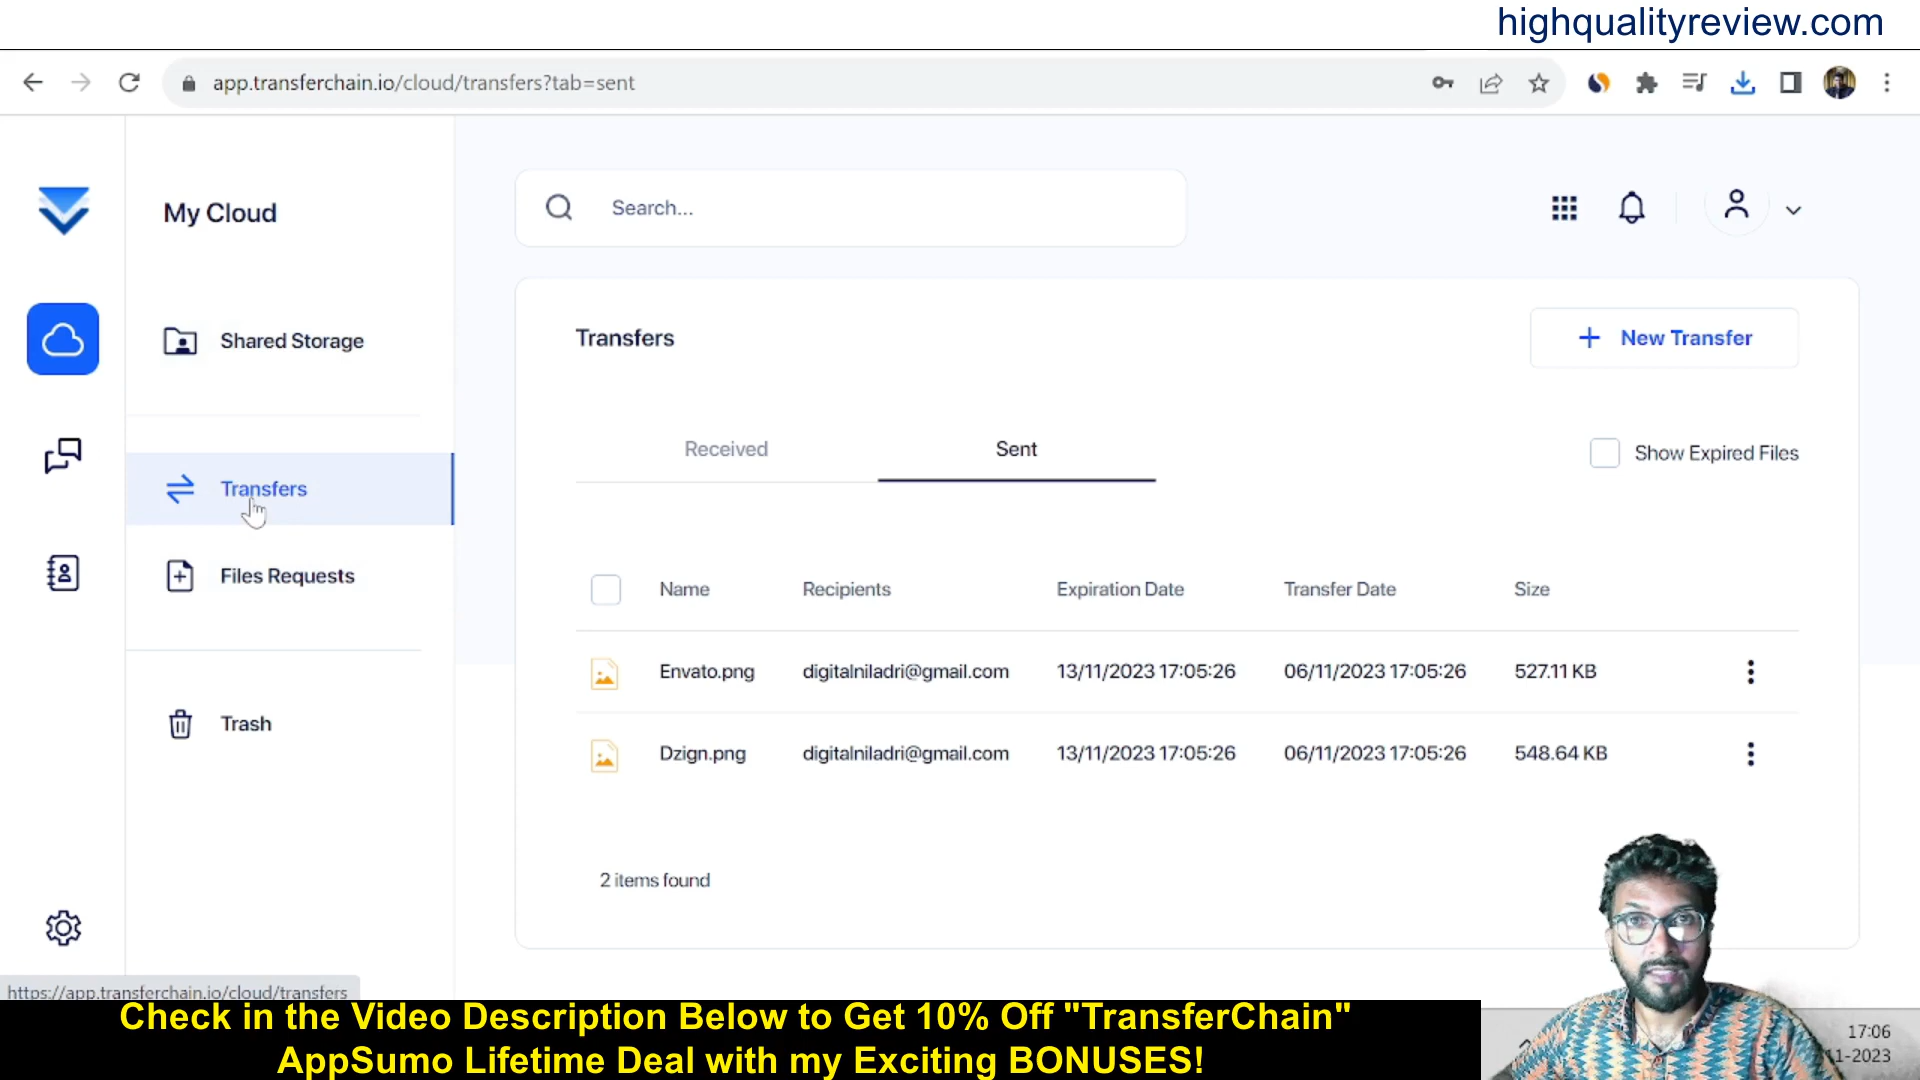 highqualityreview.com
app.transferchain.io/cloud/transfers?tab=sent
My Cloud
Search...
Shared Storage
Transfers
New Transfer
Received
Sent
Show Expired Files
Transfers
Files Requests
Name Recipients Expiration Date Transfer Date Size
Envato.png digitalniladri@gmail.com 13/11/2023 17:05:26 06/11/2023 17:05:26 527.11 KB
Trash
Dzign.png digitalniladri@gmail.com 13/11/2023 17:05:26 06/11/2023 17:05:26 548.64 KB
2 items found
https://app.transferchain.io/cloud/transfers
Check in the Video Description Below to Get 10% Off "TransferChain"
AppSumo Lifetime Deal with my Exciting BONUSES!
17:06
1-2023